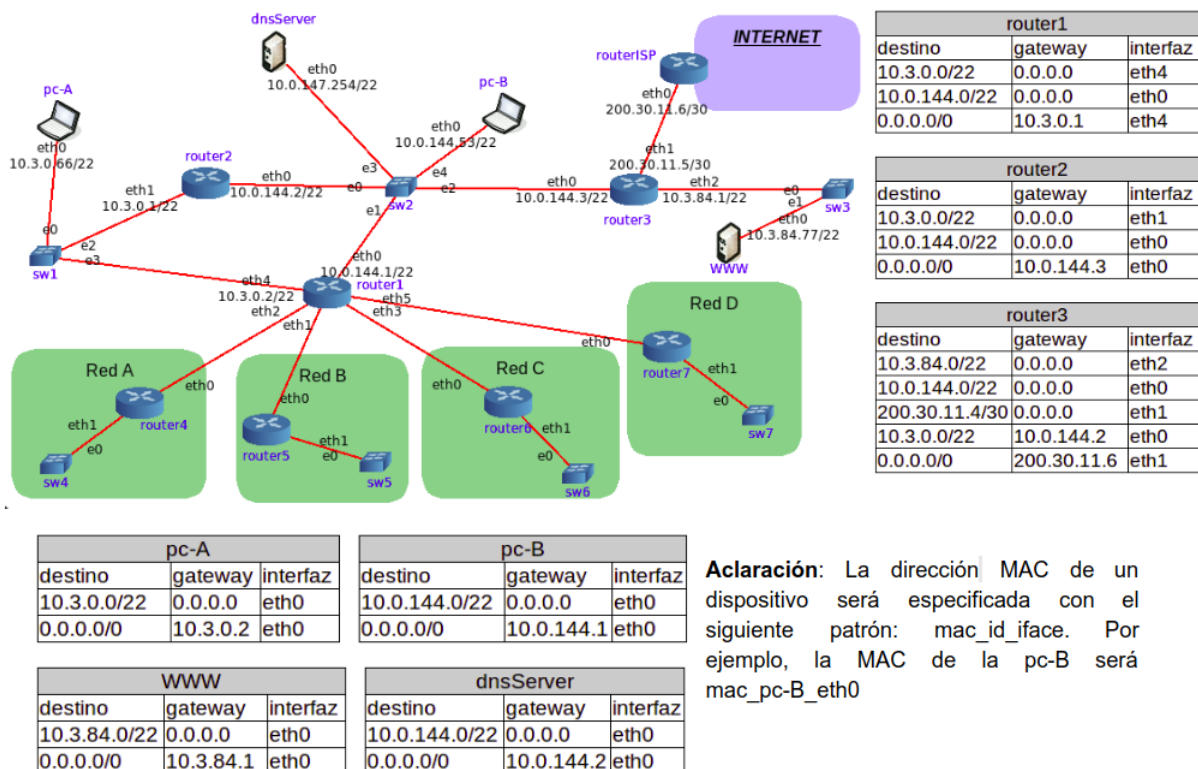 dnsServer
eth0
10.0.147.254/22
INTERNET
routerISP
eth0
200.30.11.6/30
pc-A
eth0
10.3.0.66/22
pc-B
eth0
10.0.144.53/22
router2
eth0
10.0.144.2/22
eth1
10.3.0.1/22
e3
e4
e0
e2
sw2
e1
eth1
200.30.11.5/30
eth0
10.0.144.3/22
router3
eth2
10.3.84.1/22
e0
e1
sw3
eth0
10.3.84.77/22
WWW
e0
e2
e3
sw1
eth0
10.0.144.1/22
router1
eth4
10.3.0.2/22
eth2
eth1
eth5
eth3
Red A
eth0
router4
eth1
e0
sw4
Red B
eth0
router5
eth1
e0
sw5
Red C
eth0
router6
eth1
e0
sw6
Red D
eth0
router7
eth1
e0
sw7
router1
destino gateway interfaz
10.3.0.0/22 0.0.0.0 eth4
10.0.144.0/22 0.0.0.0 eth0
0.0.0.0/0 10.3.0.1 eth4
router2
destino gateway interfaz
10.3.0.0/22 0.0.0.0 eth1
10.0.144.0/22 0.0.0.0 eth0
0.0.0.0/0 10.0.144.3 eth0
router3
destino gateway interfaz
10.3.84.0/22 0.0.0.0 eth2
10.0.144.0/22 0.0.0.0 eth0
200.30.11.4/30 0.0.0.0 eth1
10.3.0.0/22 10.0.144.2 eth0
0.0.0.0/0 200.30.11.6 eth1
pc-A
destino gateway interfaz
10.3.0.0/22 0.0.0.0 eth0
0.0.0.0/0 10.3.0.2 eth0
pc-B
destino gateway interfaz
10.0.144.0/22 0.0.0.0 eth0
0.0.0.0/0 10.0.144.1 eth0
WWW
destino gateway interfaz
10.3.84.0/22 0.0.0.0 eth0
0.0.0.0/0 10.3.84.1 eth0
dnsServer
destino gateway interfaz
10.0.144.0/22 0.0.0.0 eth0
0.0.0.0/0 10.0.144.2 eth0
Aclaración: La dirección MAC de un
dispositivo será especificada con el
siguiente patrón: mac_id_iface. Por
ejemplo, la MAC de la pc-B será
mac_pc-B_eth0